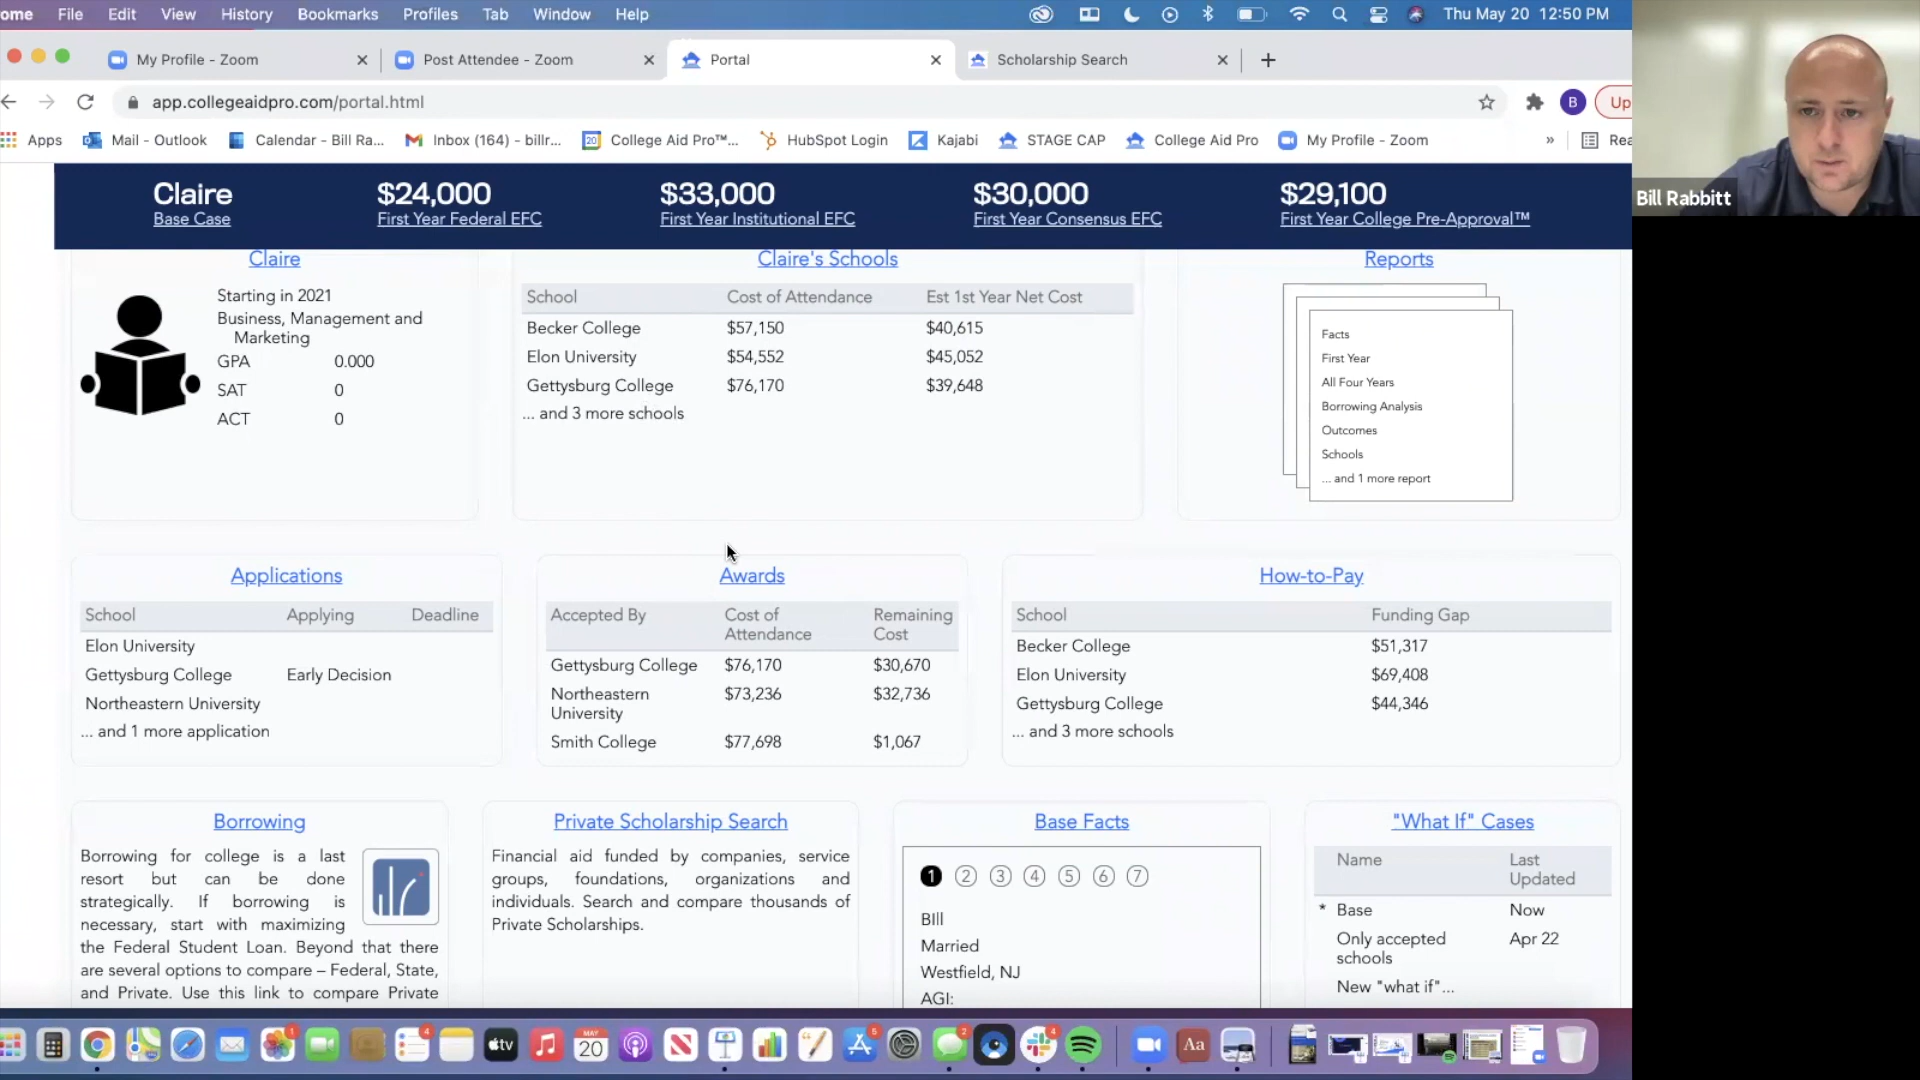 ome File Edit View History Bookmarks Profiles Tab Window Help Thu May 20 12:50 PM
My Profile - Zoom Post Attendee - Zoom Portal Scholarship Search
app.collegeaidpro.com/portal.html B Up
Apps Mail - Outlook Calendar - Bill Ra... Inbox (164) - billr... 20 College Aid Pro™... HubSpot Login Kajabi STAGE CAP College Aid Pro My Profile - Zoom » Rea
Claire $24,000 $33,000 $30,000 $29,100
Base Case First Year Federal EFC First Year Institutional EFC First Year Consensus EFC First Year College Pre-Approval™
Bill Rabbitt
Claire
Starting in 2021
Business, Management and
Marketing
GPA 0.000
SAT 0
ACT 0
Claire's Schools
School Cost of Attendance Est 1st Year Net Cost
Becker College $57,150 $40,615
Elon University $54,552 $45,052
Gettysburg College $76,170 $39,648
... and 3 more schools
Reports
Facts
First Year
All Four Years
Borrowing Analysis
Outcomes
Schools
... and 1 more report
Applications
School Applying Deadline
Elon University
Gettysburg College Early Decision
Northeastern University
... and 1 more application
Awards
Accepted By Cost of Remaining
Attendance Cost
Gettysburg College $76,170 $30,670
Northeastern $73,236 $32,736
University
Smith College $77,698 $1,067
How-to-Pay
School Funding Gap
Becker College $51,317
Elon University $69,408
Gettysburg College $44,346
... and 3 more schools
Borrowing
Borrowing for college is a last
resort but can be done
strategically. If borrowing is
necessary, start with maximizing
the Federal Student Loan. Beyond that there
are several options to compare – Federal, State,
and Private. Use this link to compare Private
Private Scholarship Search
Financial aid funded by companies, service
groups, foundations, organizations and
individuals. Search and compare thousands of
Private Scholarships.
Base Facts
1 2 3 4 5 6 7
BIll
Married
Westfield, NJ
AGI:
"What If" Cases
Name Last
Updated
* Base Now
Only accepted Apr 22
schools
New "what if"...
1 4 tv MAY 20 5 2 4 Aa